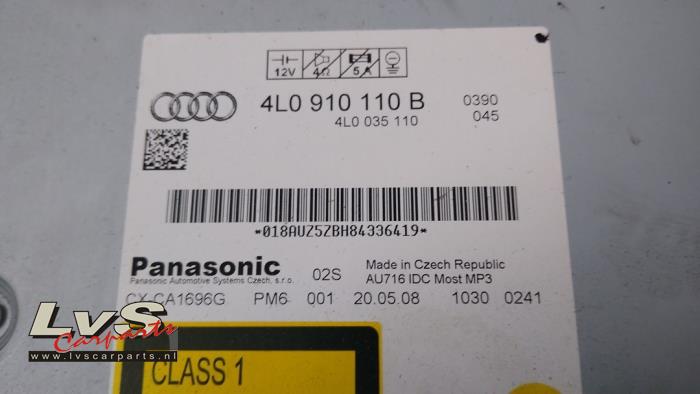 12V 4Ω 5A
4L0 910 110 B 0390
4L0 035 110 045
*018AUZ5ZBH84336419*
Panasonic 02S Made in Czech Republic
Panasonic Automotive Systems Czech, s.r.o. AU716 IDC Most MP3
CX-CA1696G PM6 001 20.05.08 1030 0241
LvS
Carparts
www.lvscarparts.nl
CLASS 1